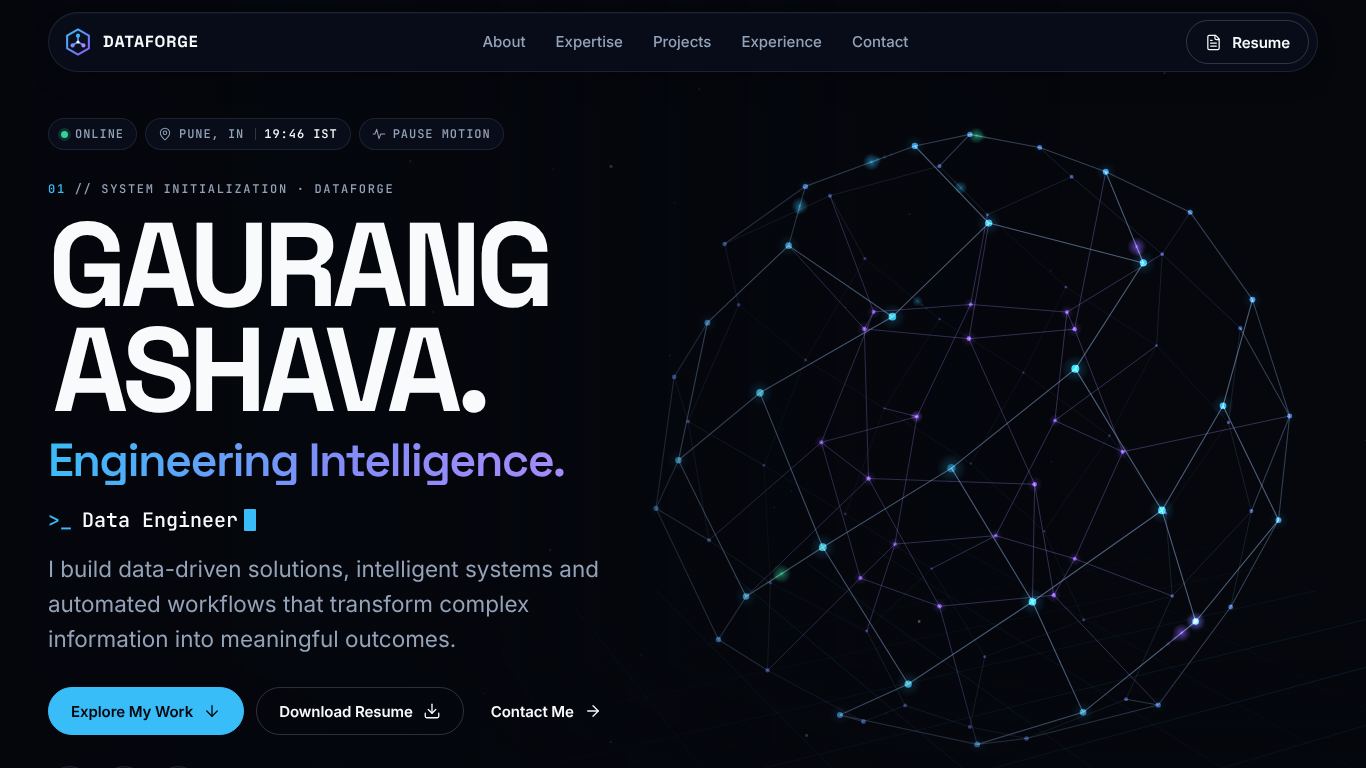 DATAFORGE
About
Expertise
Projects
Experience
Contact
Resume
ONLINE
PUNE, IN | 19:46 IST
PAUSE MOTION
01 // SYSTEM INITIALIZATION · DATAFORGE
GAURANG
ASHAVA.
Engineering Intelligence.
>_ Data Engineer
I build data-driven solutions, intelligent systems and
automated workflows that transform complex
information into meaningful outcomes.
Explore My Work
Download Resume
Contact Me